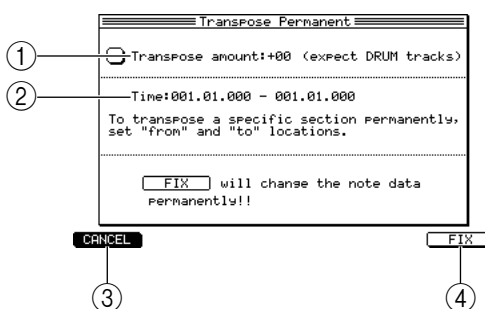 Transpose Permanent
① Transpose amount:+00 (expect DRUM tracks)
② Time:001.01.000 - 001.01.000
To transpose a specific section permanently,
set "from" and "to" locations.
FIX will change the note data
permanently!!
CANCEL FIX
③ ④